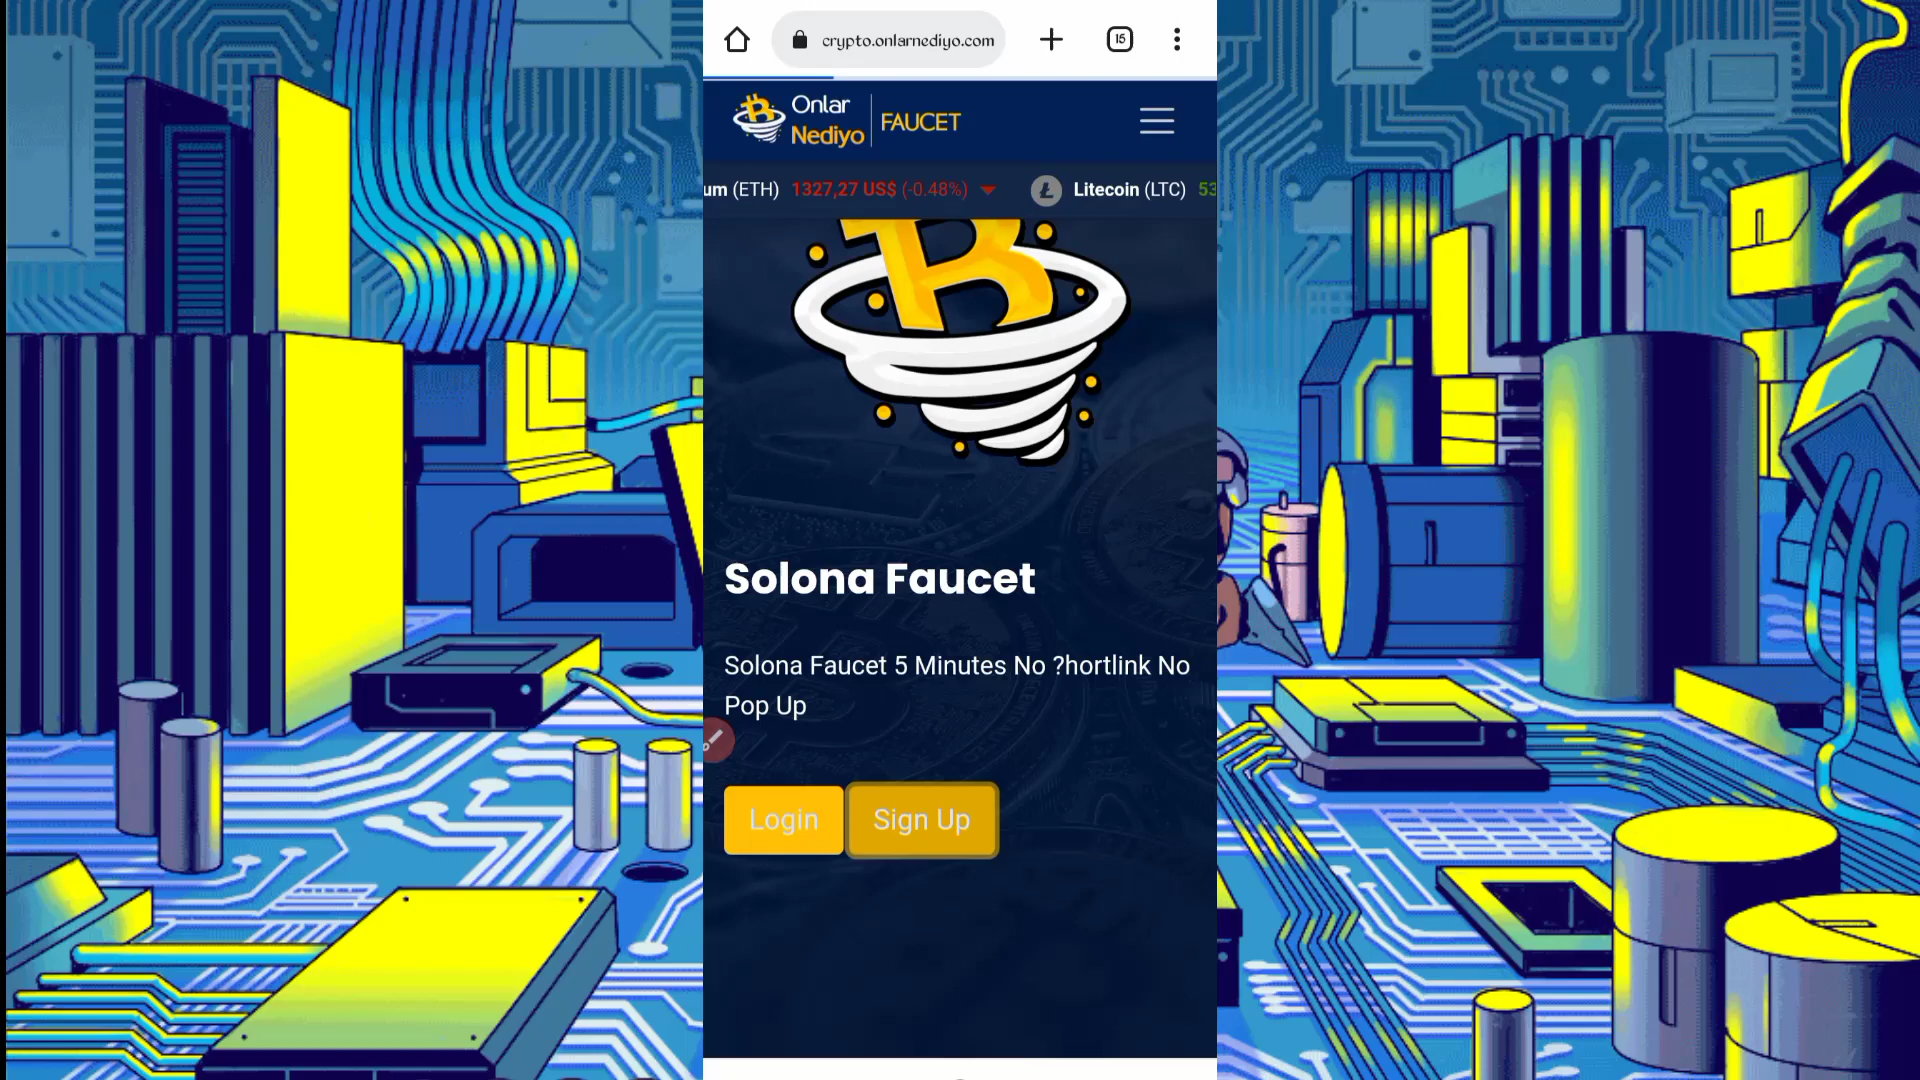 crypto.onlarnediyo.com
15
Onlar
Nediyo
FAUCET
um (ETH) 1327,27 US$ (-0.48%) Litecoin (LTC) 53
Solona Faucet
Solona Faucet 5 Minutes No ?hortlink No
Pop Up
Login Sign Up